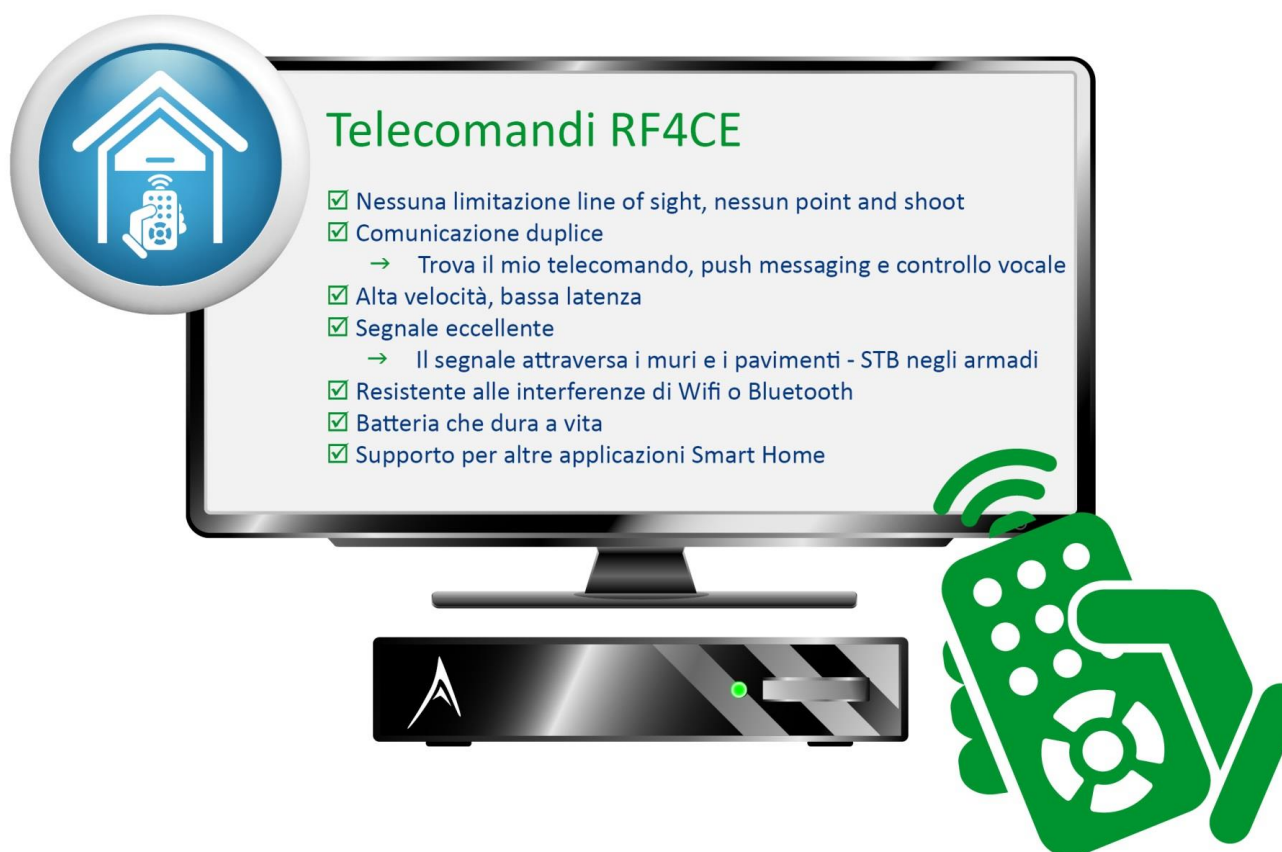 Telecomandi RF4CE
☑ Nessuna limitazione line of sight, nessun point and shoot
☑ Comunicazione duplice
→ Trova il mio telecomando, push messaging e controllo vocale
☑ Alta velocità, bassa latenza
☑ Segnale eccellente
→ Il segnale attraversa i muri e i pavimenti - STB negli armadi
☑ Resistente alle interferenze di Wifi o Bluetooth
☑ Batteria che dura a vita
☑ Supporto per altre applicazioni Smart Home